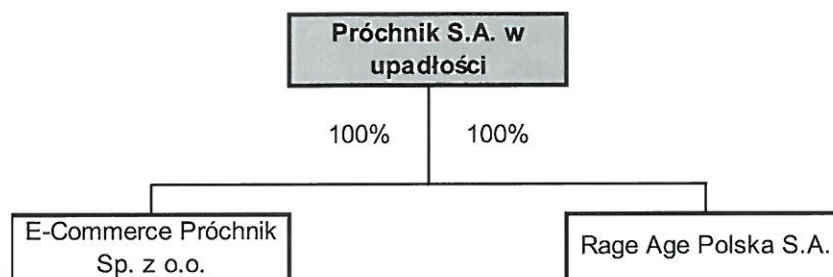 Próchnik S.A. w
upadłości
100%
100%
E-Commerce Próchnik
Sp. z o.o.
Rage Age Polska S.A.